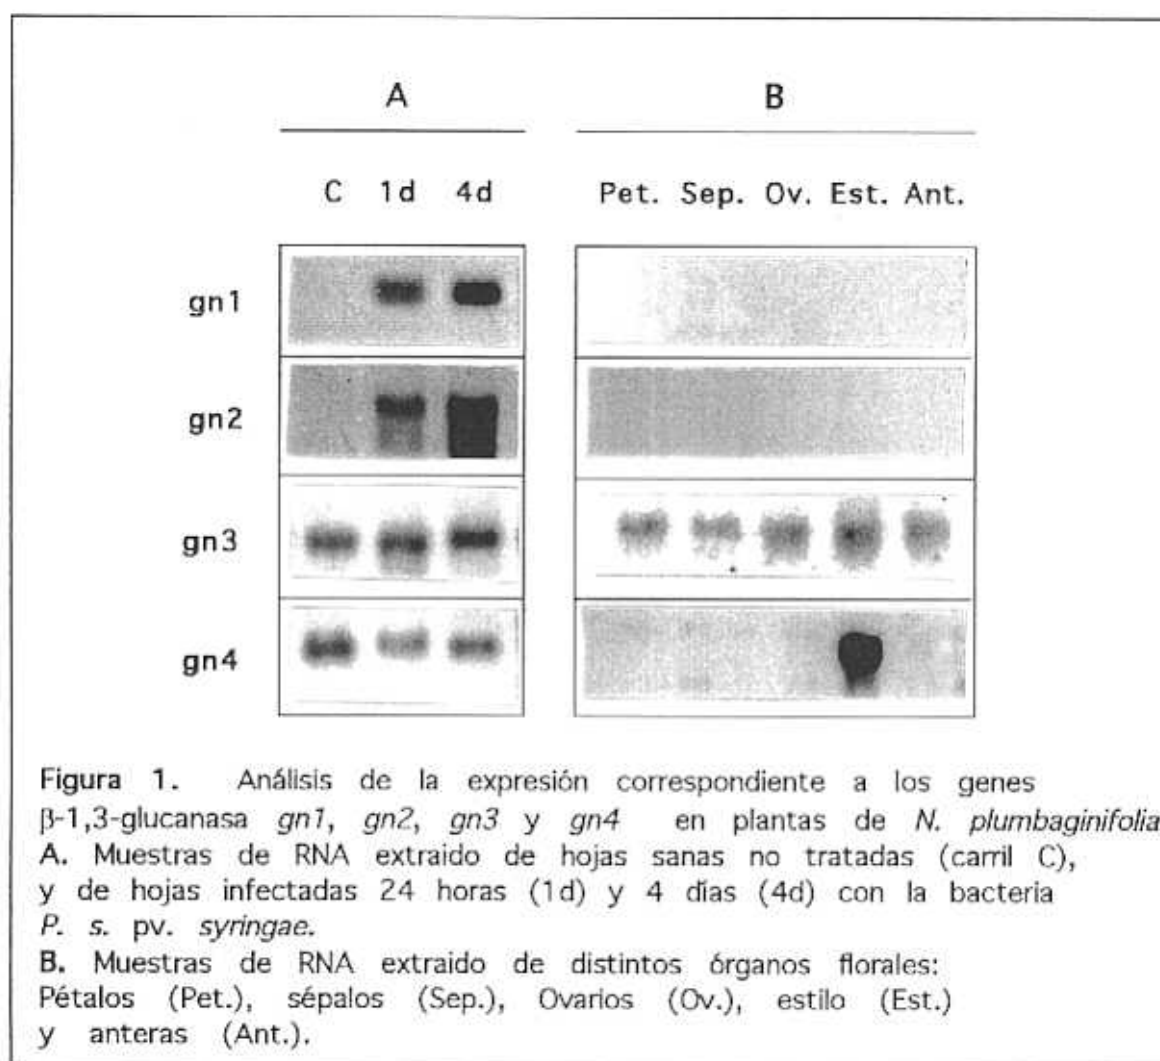 A B
C 1d 4d Pet. Sep. Ov. Est. Ant.
gn1
gn2
gn3
gn4
Figura 1. Análisis de la expresión correspondiente a los genes
β-1,3-glucanasa gn1, gn2, gn3 y gn4 en plantas de N. plumbaginifolia
A. Muestras de RNA extraido de hojas sanas no tratadas (carril C),
y de hojas infectadas 24 horas (1d) y 4 días (4d) con la bacteria
P. s. pv. syringae.
B. Muestras de RNA extraido de distintos órganos florales:
Pétalos (Pet.), sépalos (Sep.), Ovarios (Ov.), estilo (Est.)
y anteras (Ant.).